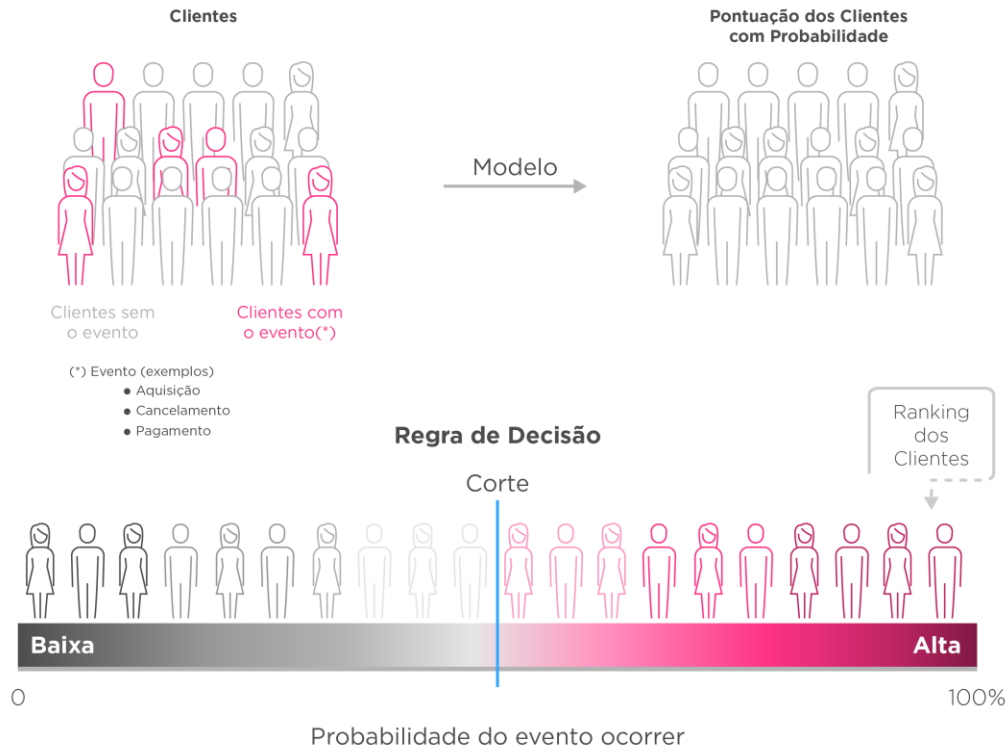 Clientes
Pontuação dos Clientes
com Probabilidade
Modelo
Clientes sem
o evento
Clientes com
o evento(*)
(*) Evento (exemplos)
● Aquisição
● Cancelamento
● Pagamento
Ranking
dos
Clientes
Regra de Decisão
Corte
Baixa
Alta
0
100%
Probabilidade do evento ocorrer